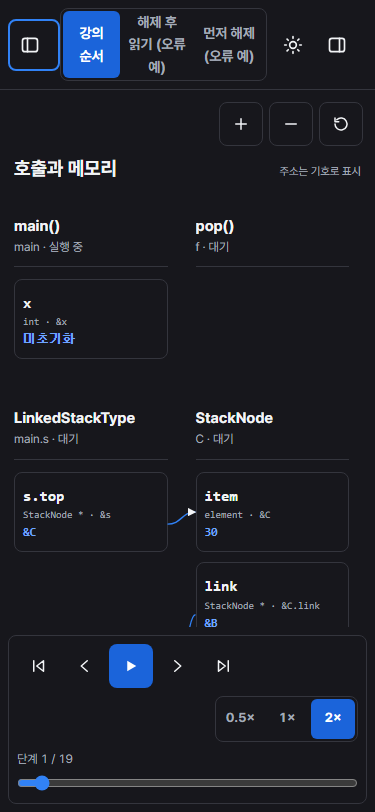 강의
순서
해제 후
읽기 (오류
예)
먼저 해제
(오류 예)
호출과 메모리
주소는 기호로 표시
main()
main · 실행 중
pop()
f · 대기
x
int · &x
미초기화
LinkedStackType
main.s · 대기
StackNode
C · 대기
s.top
StackNode * · &s
&C
item
element · &C
30
link
StackNode * · &C.link
&B
0.5×
1×
2×
단계 1 / 19